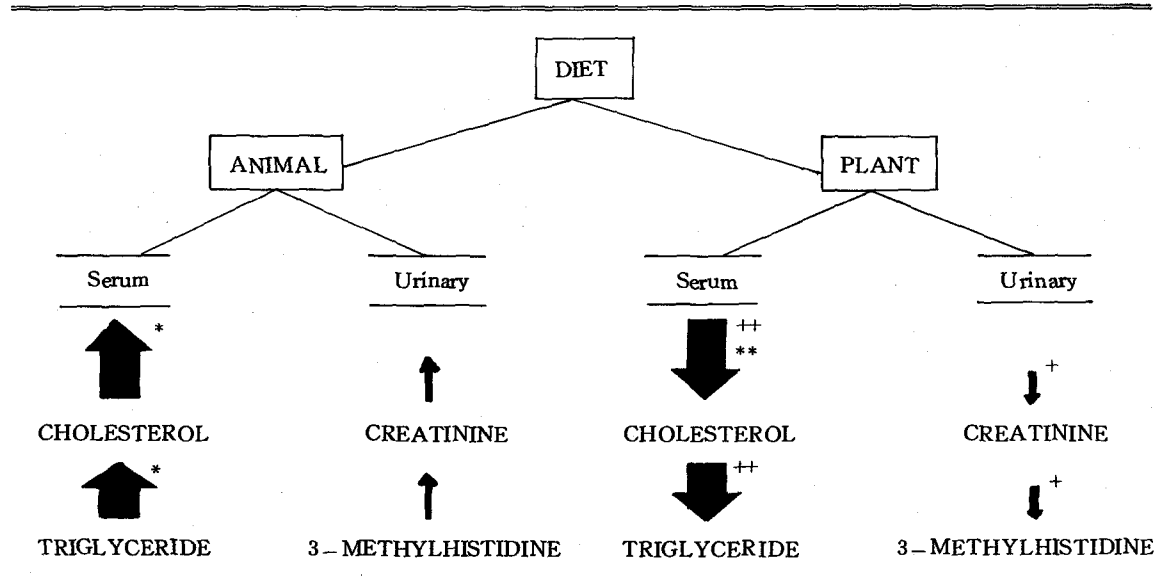 DIET
ANIMAL PLANT
Serum Urinary Serum Urinary
* ++
**
+
CHOLESTEROL CREATININE CHOLESTEROL CREATININE
* ++ +
TRIGLYCERIDE 3-METHYLHISTIDINE TRIGLYCERIDE 3-METHYLHISTIDINE